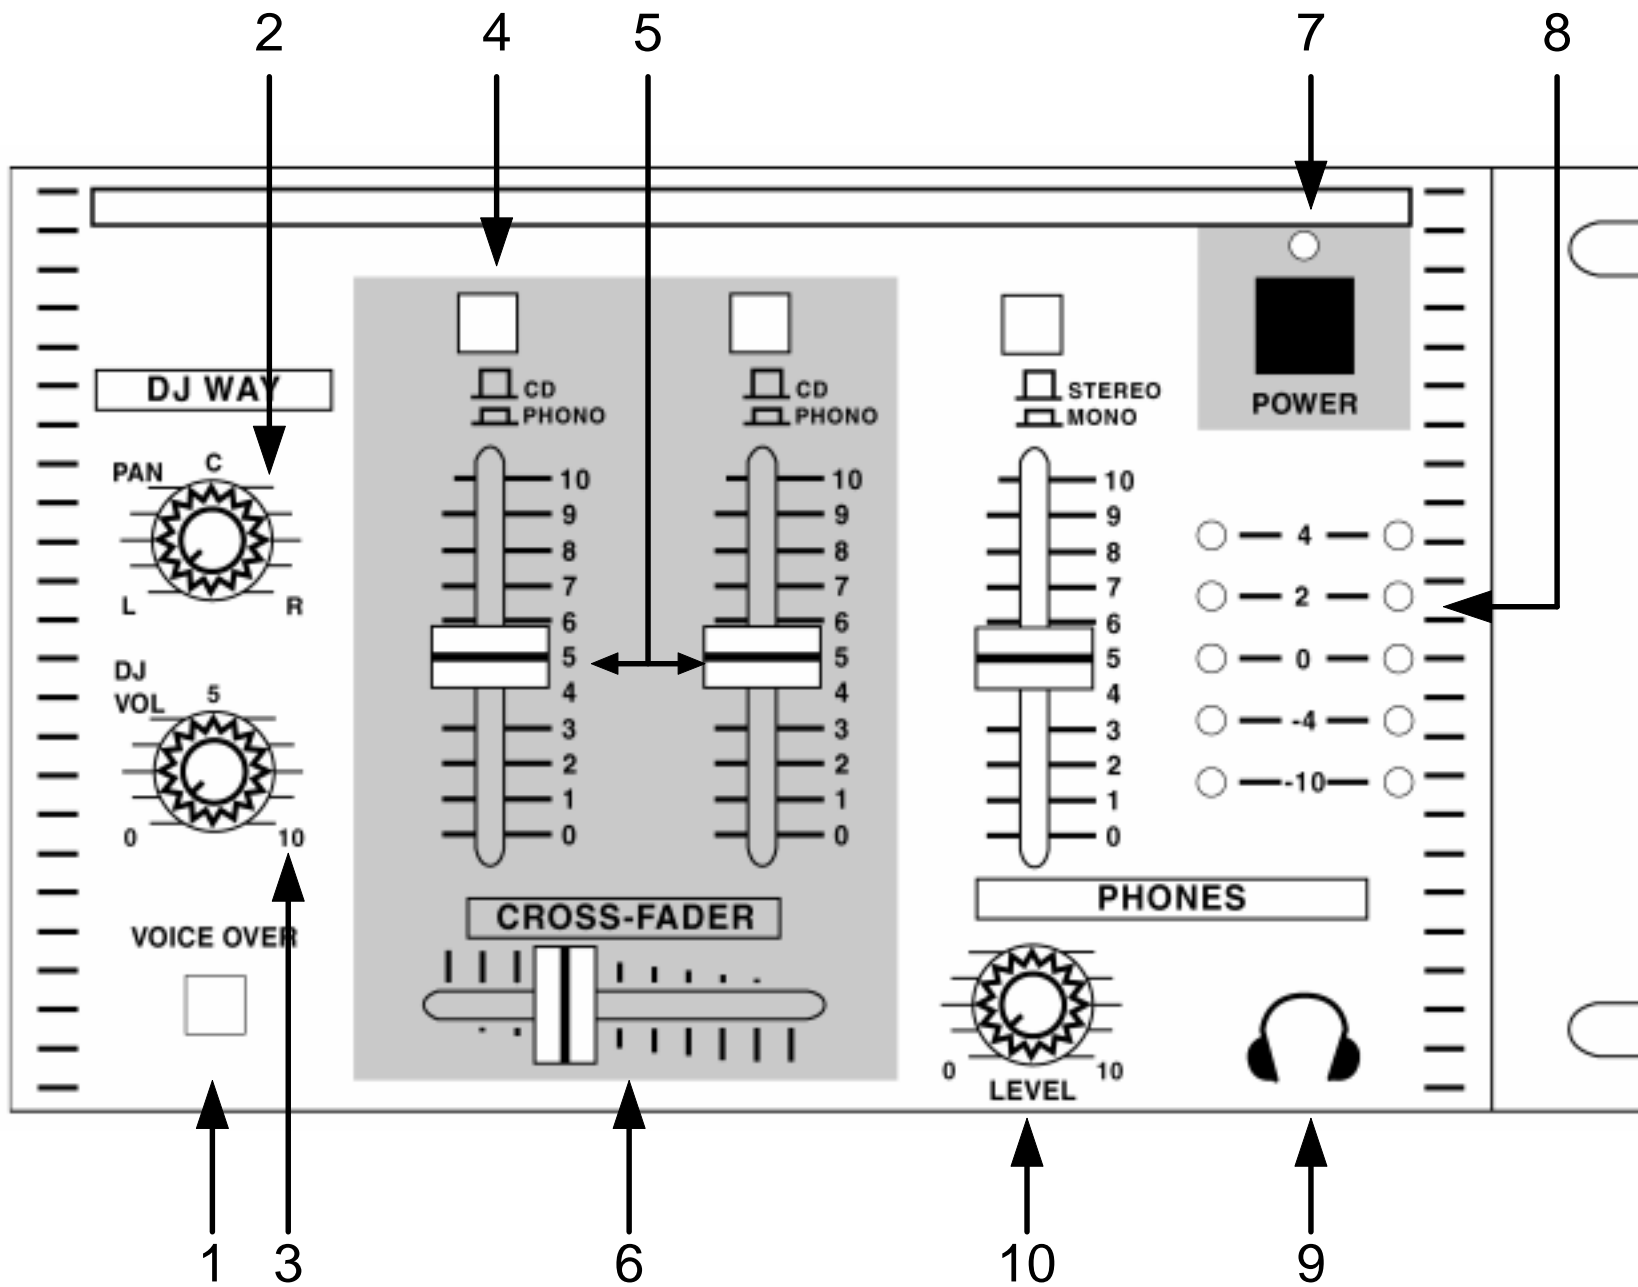 2 4 5 7 8
DJ WAY
PAN C
L R
DJ
VOL 5
0 10
VOICE OVER
CD
PHONO
10
9
8
7
6
5
4
3
2
1
0
CD
PHONO
10
9
8
7
6
5
4
3
2
1
0
CROSS-FADER
STEREO
MONO
10
9
8
7
6
5
4
3
2
1
0
POWER
4
2
0
-4
-10
PHONES
0 10
LEVEL
1 3 6 10 9